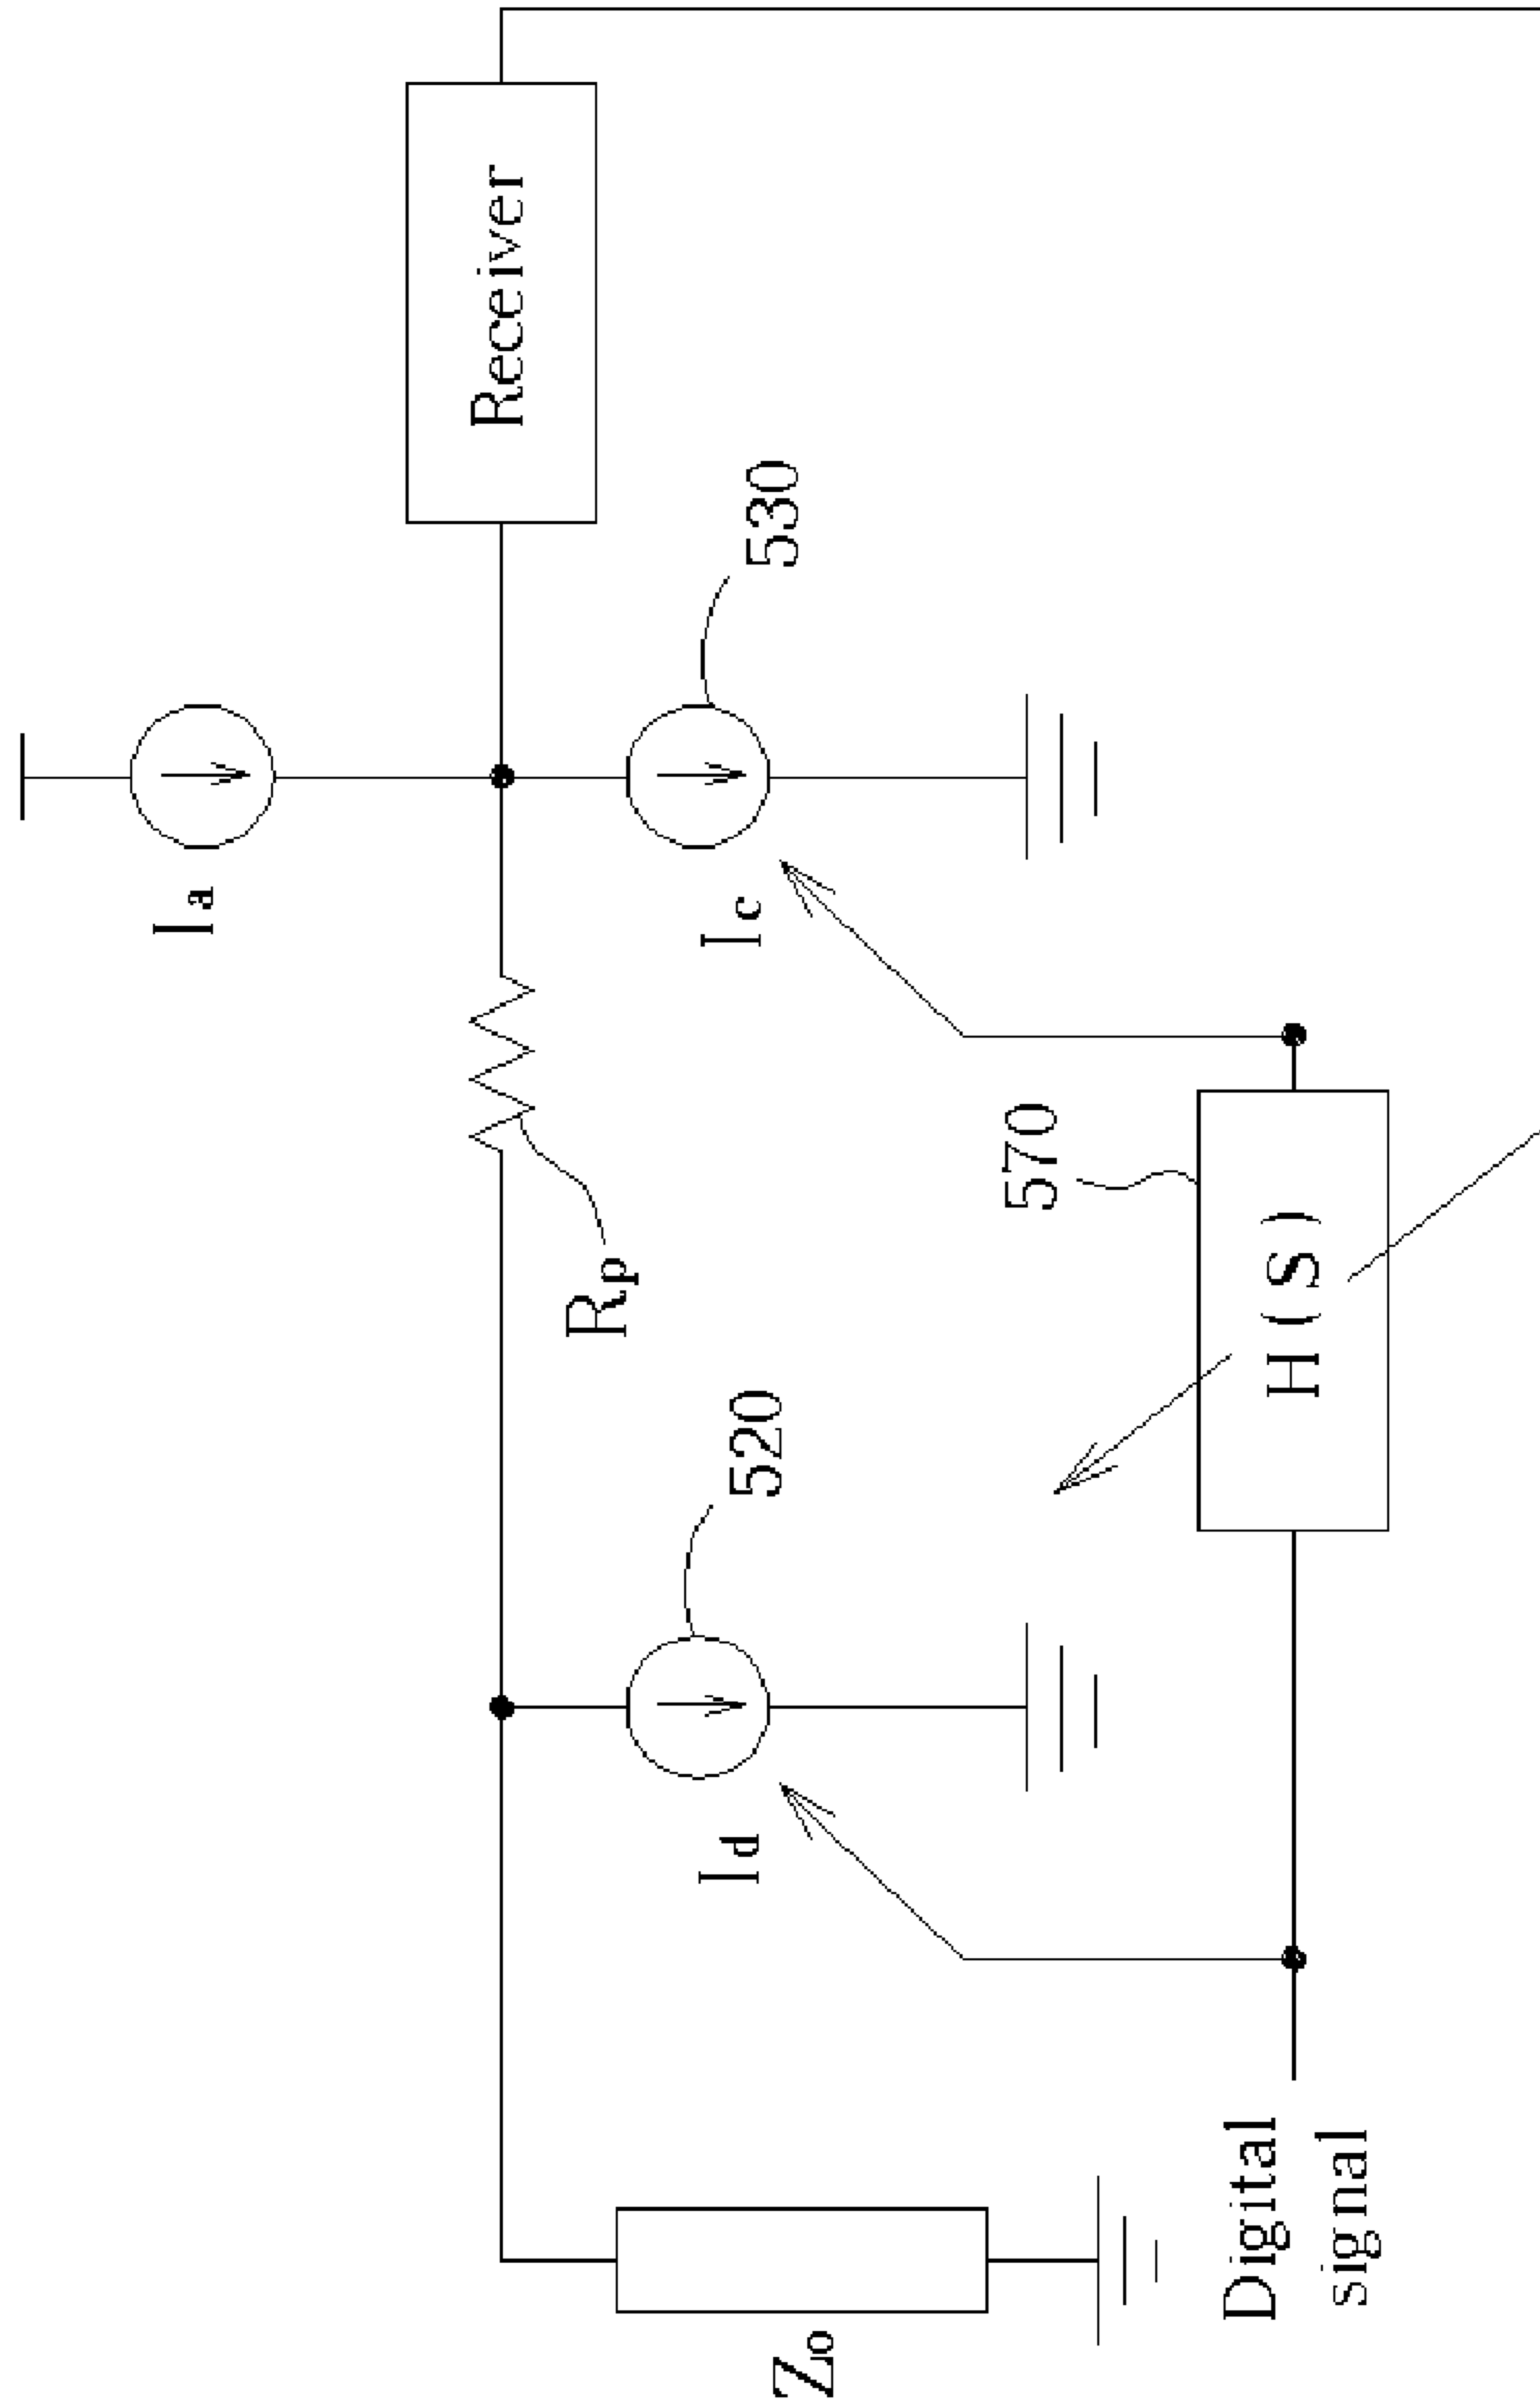 Receiver
Ia
530
Ic
Rp
570
H(S)
520
Id
Zo
Digital
signal